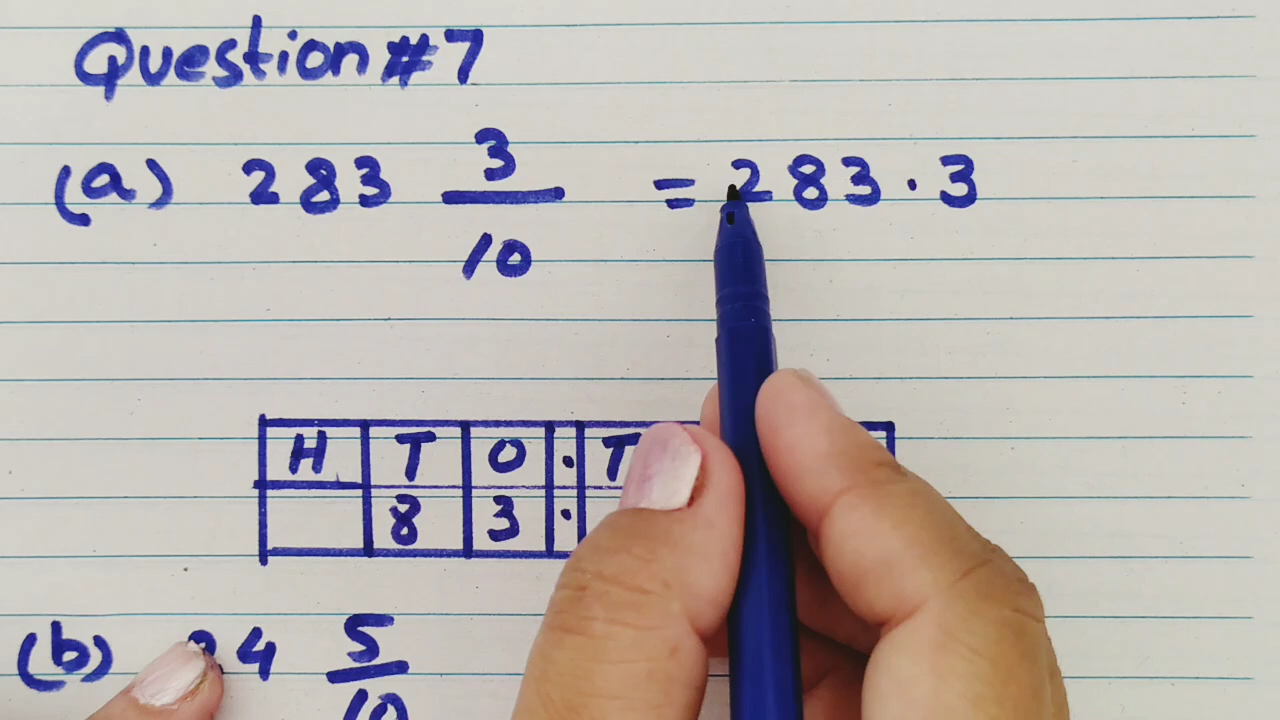 Question #7
(a) 283 3/10 = 283.3
H T O . T
8 3 .
(b) 4 5/10